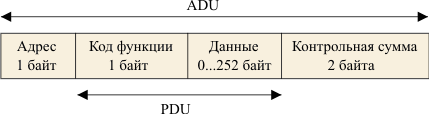 ADU
Адрес Код функции Данные Контрольная сумма
1 байт 1 байт 0...252 байт 2 байта
PDU